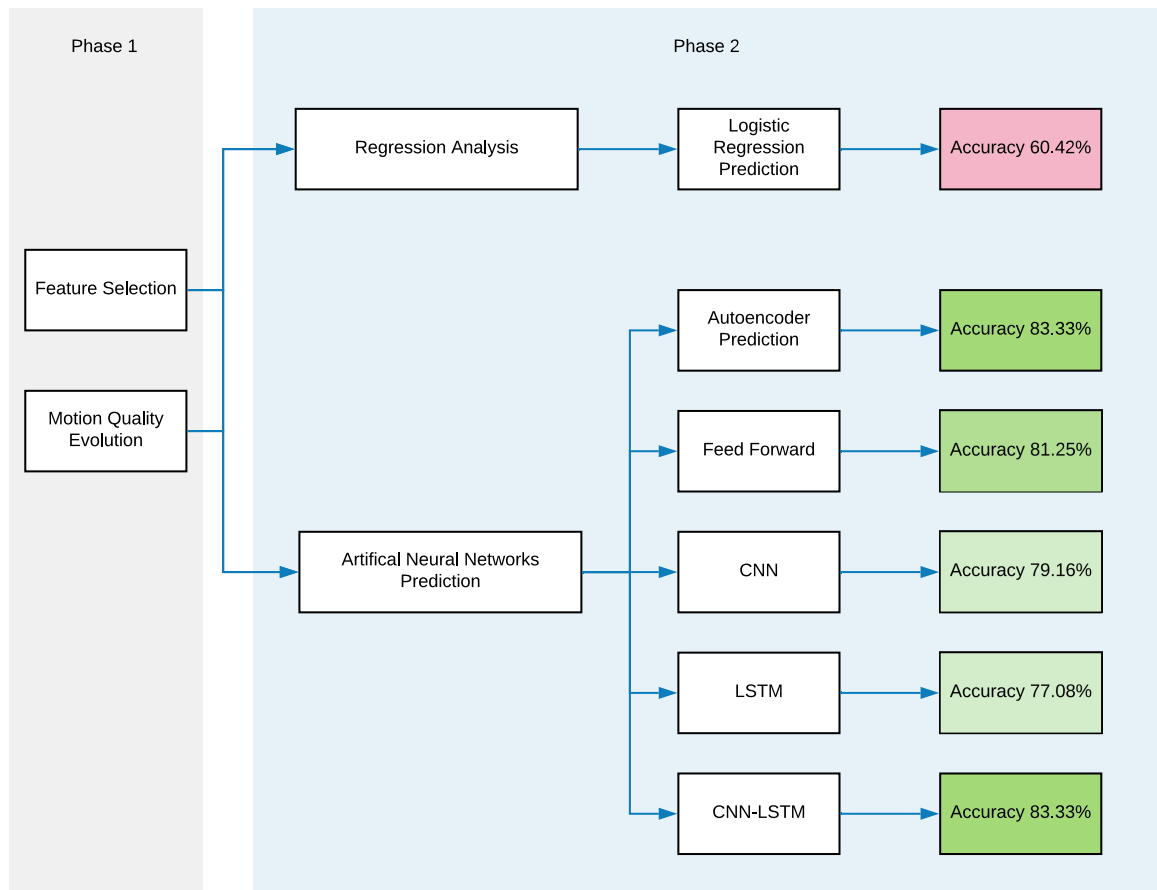 Phase 1
Phase 2
Regression Analysis
Logistic
Regression
Prediction
Accuracy 60.42%
Feature Selection
Motion Quality
Evolution
Autoencoder
Prediction
Accuracy 83.33%
Feed Forward
Accuracy 81.25%
Artifical Neural Networks
Prediction
CNN
Accuracy 79.16%
LSTM
Accuracy 77.08%
CNN-LSTM
Accuracy 83.33%